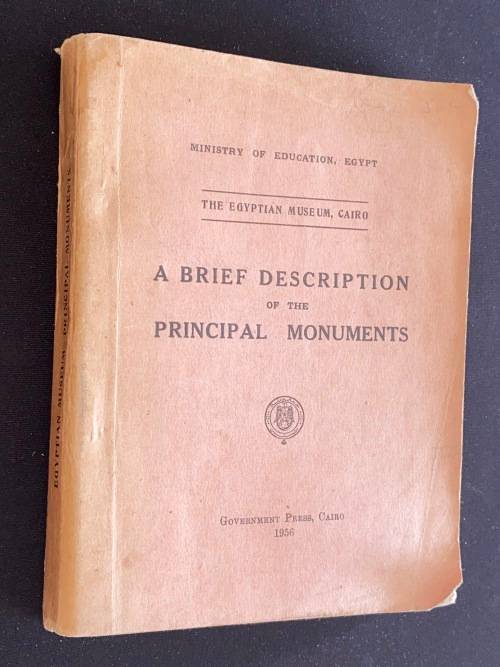 MINISTRY OF EDUCATION, EGYPT
THE EGYPTIAN MUSEUM, CAIRO
A BRIEF DESCRIPTION
OF THE
PRINCIPAL MONUMENTS
GOVERNMENT PRESS, CAIRO
1956
EGYPTIAN MUSEUM. PRINCIPAL MONUMENTS.